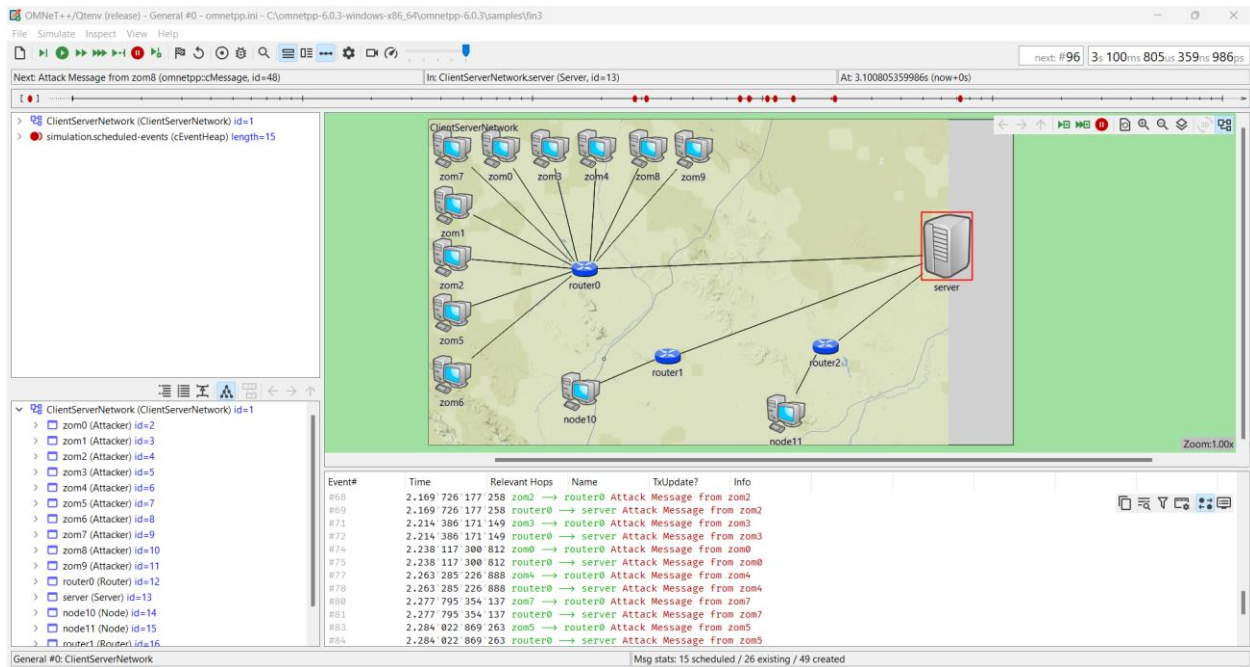 OMNeT++/Qtenv (release) - General #0 - omnetpp.ini - C:\omnetpp-6.0.3-windows-x86_64\omnetpp-6.0.3\samples\fin3
File Simulate Inspect View Help
next: #96 3s 100ms 805us 359ns 986ps
Next: Attack Message from zom8 (omnetpp::cMessage, id=48) In: ClientServerNetwork.server (Server, id=13) At: 3.100805359986s (now+0s)
ClientServerNetwork (ClientServerNetwork) id=1
simulation.scheduled-events (cEventHeap) length=15
ClientServerNetwork
zom7 zom0 zom3 zom4 zom8 zom9
zom1
zom2 router0 server
zom5
router1 router2
zom6
node10
node11
Zoom:1.00x
ClientServerNetwork (ClientServerNetwork) id=1
zom0 (Attacker) id=2
zom1 (Attacker) id=3
zom2 (Attacker) id=4
zom3 (Attacker) id=5
zom4 (Attacker) id=6
zom5 (Attacker) id=7
zom6 (Attacker) id=8
zom7 (Attacker) id=9
zom8 (Attacker) id=10
zom9 (Attacker) id=11
router0 (Router) id=12
server (Server) id=13
node10 (Node) id=14
node11 (Node) id=15
router1 (Router) id=16
Event# Time Relevant Hops Name TxUpdate? Info
#68 2.169'726'177'258 zom2 --> router0 Attack Message from zom2
#69 2.169'726'177'258 router0 --> server Attack Message from zom2
#71 2.214'386'171'149 zom3 --> router0 Attack Message from zom3
#72 2.214'386'171'149 router0 --> server Attack Message from zom3
#74 2.238'117'300'812 zom0 --> router0 Attack Message from zom0
#75 2.238'117'300'812 router0 --> server Attack Message from zom0
#77 2.263'285'226'888 zom4 --> router0 Attack Message from zom4
#78 2.263'285'226'888 router0 --> server Attack Message from zom4
#80 2.277'795'354'137 zom7 --> router0 Attack Message from zom7
#81 2.277'795'354'137 router0 --> server Attack Message from zom7
#83 2.284'022'869'263 zom5 --> router0 Attack Message from zom5
#84 2.284'022'869'263 router0 --> server Attack Message from zom5
General #0: ClientServerNetwork Msg stats: 15 scheduled / 26 existing / 49 created